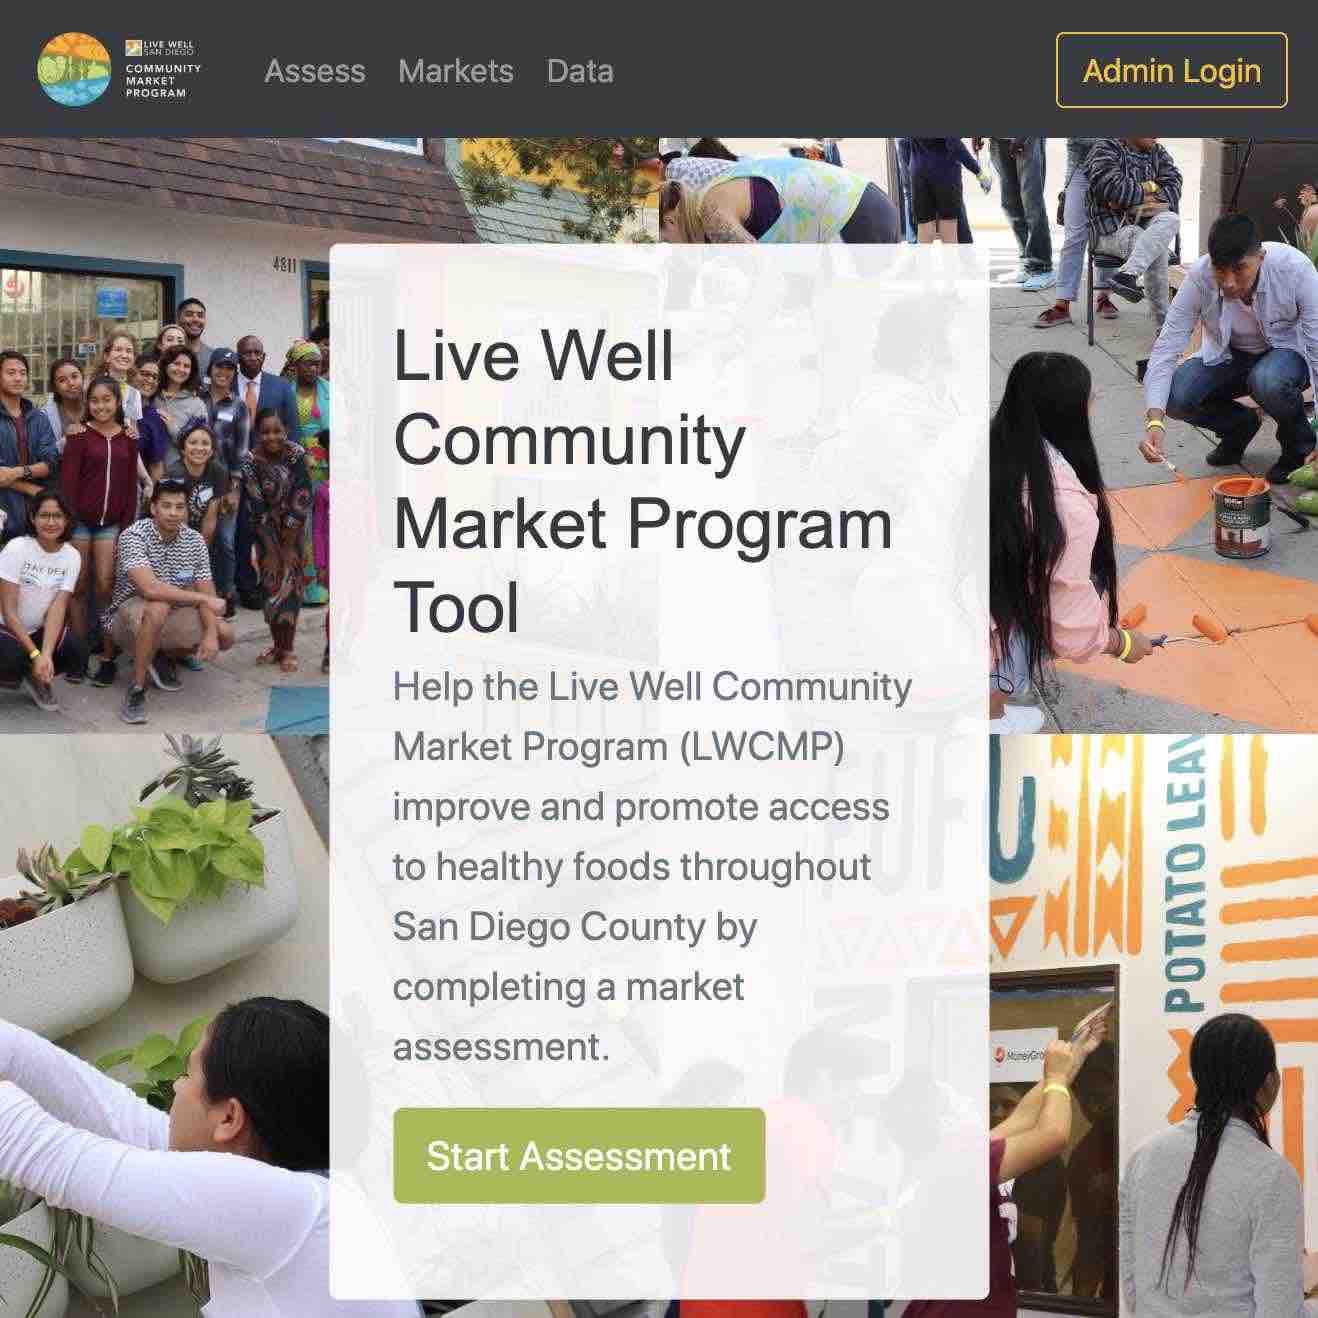 LIVE WELL
SAN DIEGO
COMMUNITY
MARKET
PROGRAM
Assess
Markets
Data
Admin Login
4811
Live Well
Community
Market Program
Tool
Help the Live Well Community
Market Program (LWCMP)
improve and promote access
to healthy foods throughout
San Diego County by
completing a market
assessment.
Start Assessment
POTATO LEAV
MoneyGra